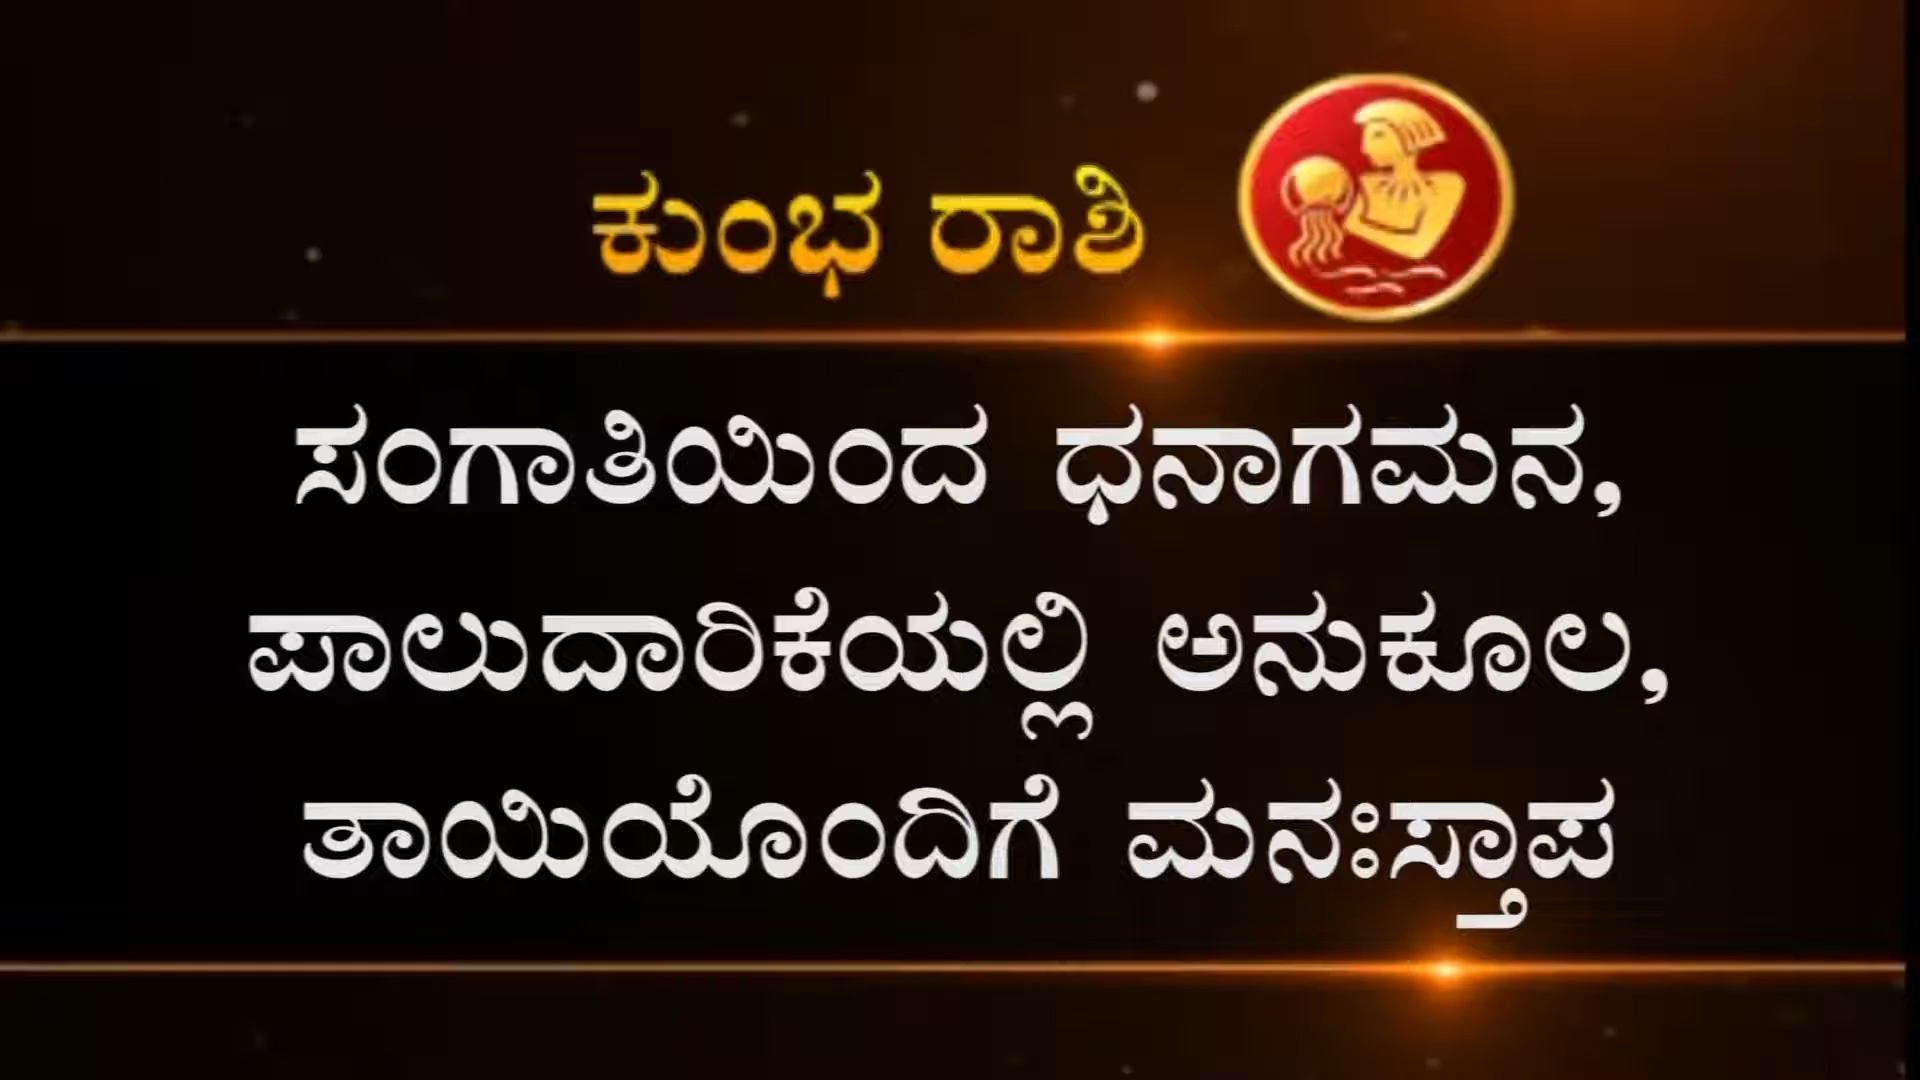 ಕುಂಭ ರಾಶಿ
ಸಂಗಾತಿಯಿಂದ ಧನಾಗಮನ,
ಪಾಲುದಾರಿಕೆಯಲ್ಲಿ ಅನುಕೂಲ,
ತಾಯಿಯೊಂದಿಗೆ ಮನಃಸ್ತಾಪ